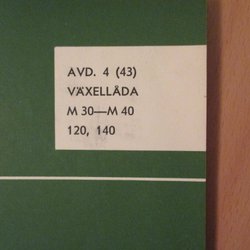 AVD. 4 (43)
VÄXELLÅDA
M 30—M 40
120, 140